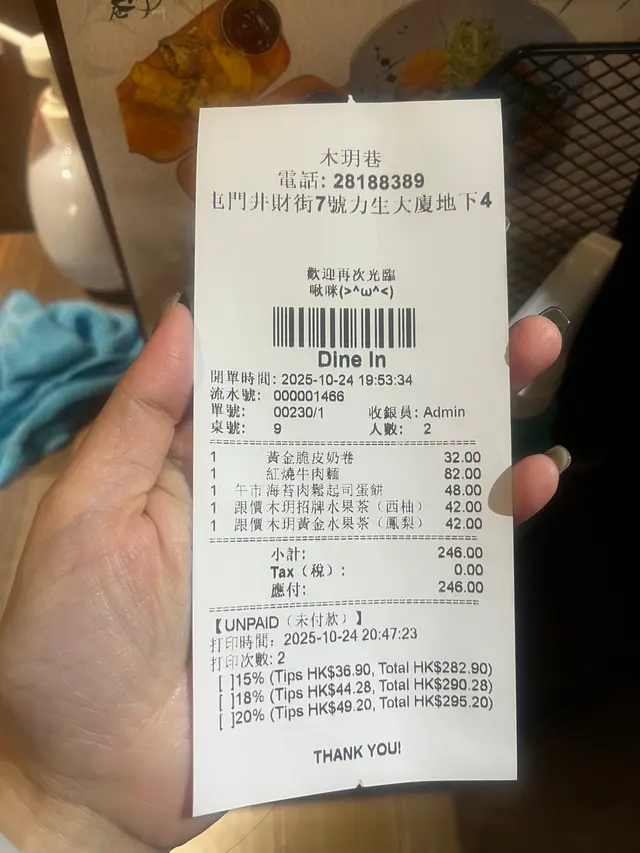 木玥巷
電話: 28188389
屯門井財街7號力生大廈地下4
歡迎再次光臨
啾咪(>^ω^<)
Dine In
開單時間: 2025-10-24 19:53:34
流水號: 000001466
單號: 00230/1 收銀員: Admin
桌號: 9 人數: 2
1 黃金脆皮奶卷 32.00
1 紅燒牛肉麵 82.00
1 午市海苔肉鬆起司蛋餅 48.00
1 跟價木玥招牌水果茶（西柚） 42.00
1 跟價木玥黃金水果茶（鳳梨） 42.00
小計: 246.00
Tax（稅）: 0.00
應付: 246.00
【UNPAID（未付款）】
打印時間: 2025-10-24 20:47:23
打印次數: 2
[ ]15% (Tips HK$36.90, Total HK$282.90)
[ ]18% (Tips HK$44.28, Total HK$290.28)
[ ]20% (Tips HK$49.20, Total HK$295.20)
THANK YOU!